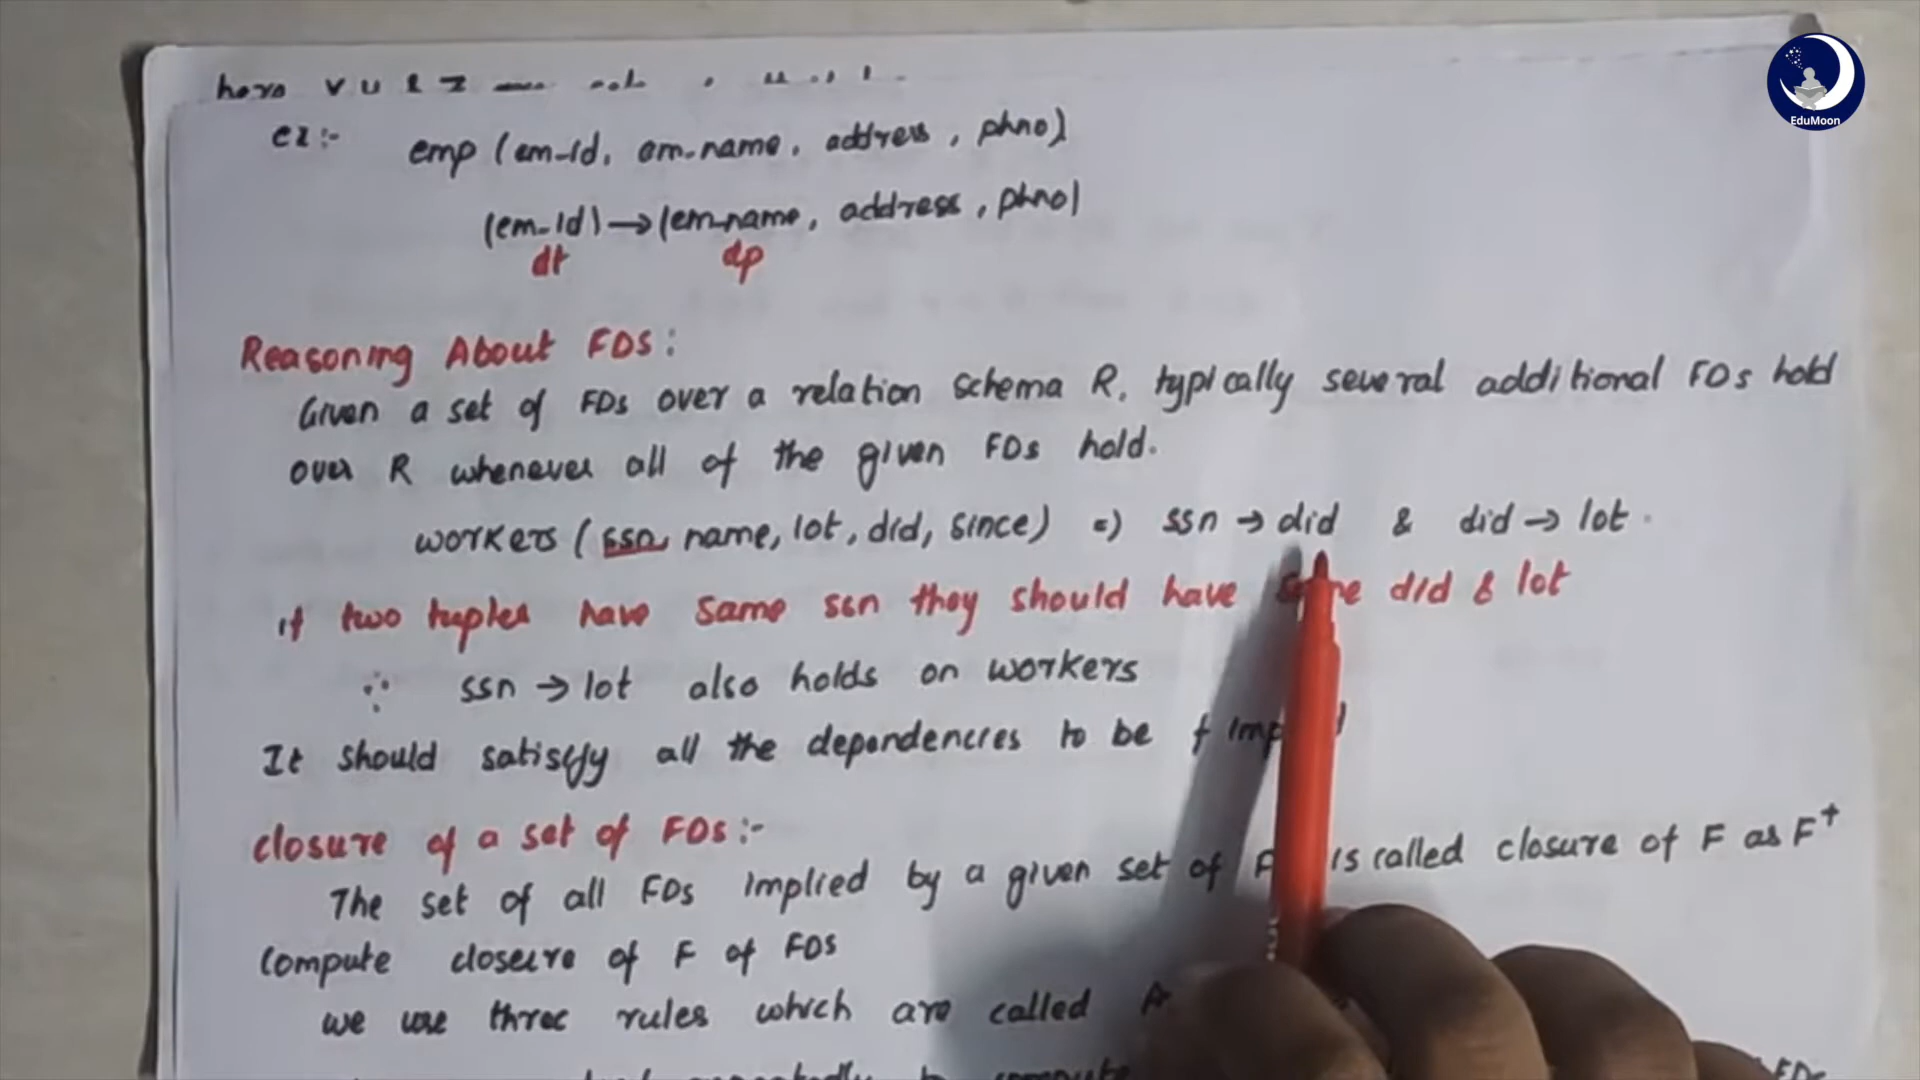 EduMoon
ex:- emp (em-id, em.name, address, phno)
(em-id) → (em-name, address, phno)
dt dp
Reasoning About FDs:
Given a set of FDs over a relation schema R, typically several additional FDs hold
over R whenever all of the given FDs hold.
workers (ssn, name, lot, did, since) =) ssn → did & did → lot.
if two tuples have same ssn they should have did & lot
∴ ssn → lot also holds on workers
It should satisfy all the dependencies to be f
closure of a set of FDs:-
The set of all FDs implied by a given set of is called closure of F as F+
compute closure of F of FDs
we use three rules which are called
FDs